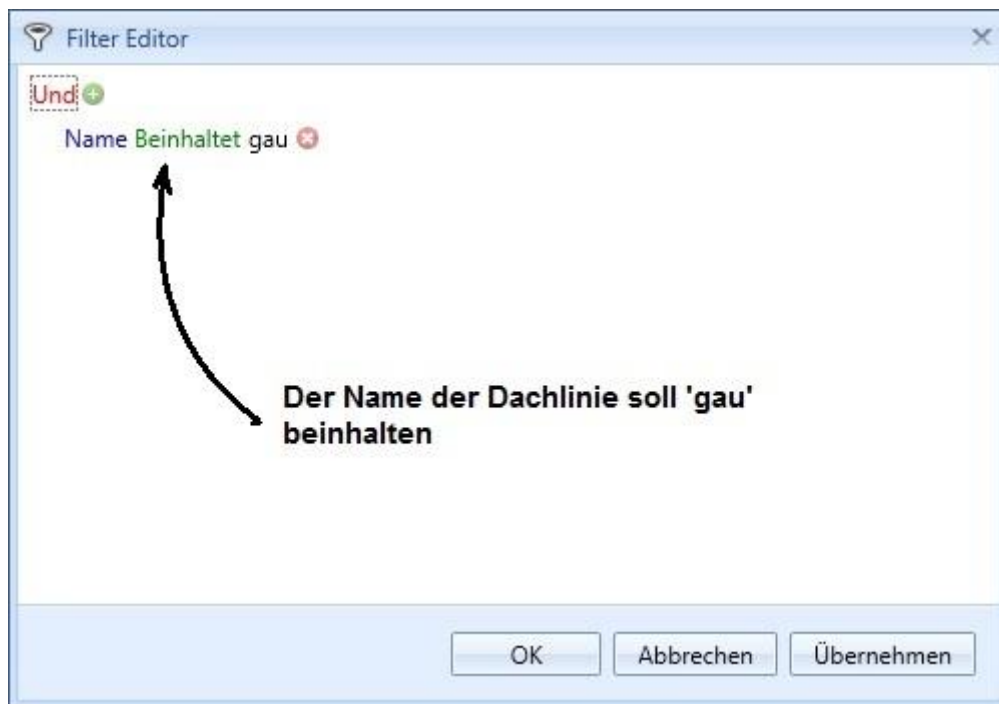 Filter Editor
Und
Name Beinhaltet gau
Der Name der Dachlinie soll 'gau'
beinhalten
OK Abbrechen Übernehmen